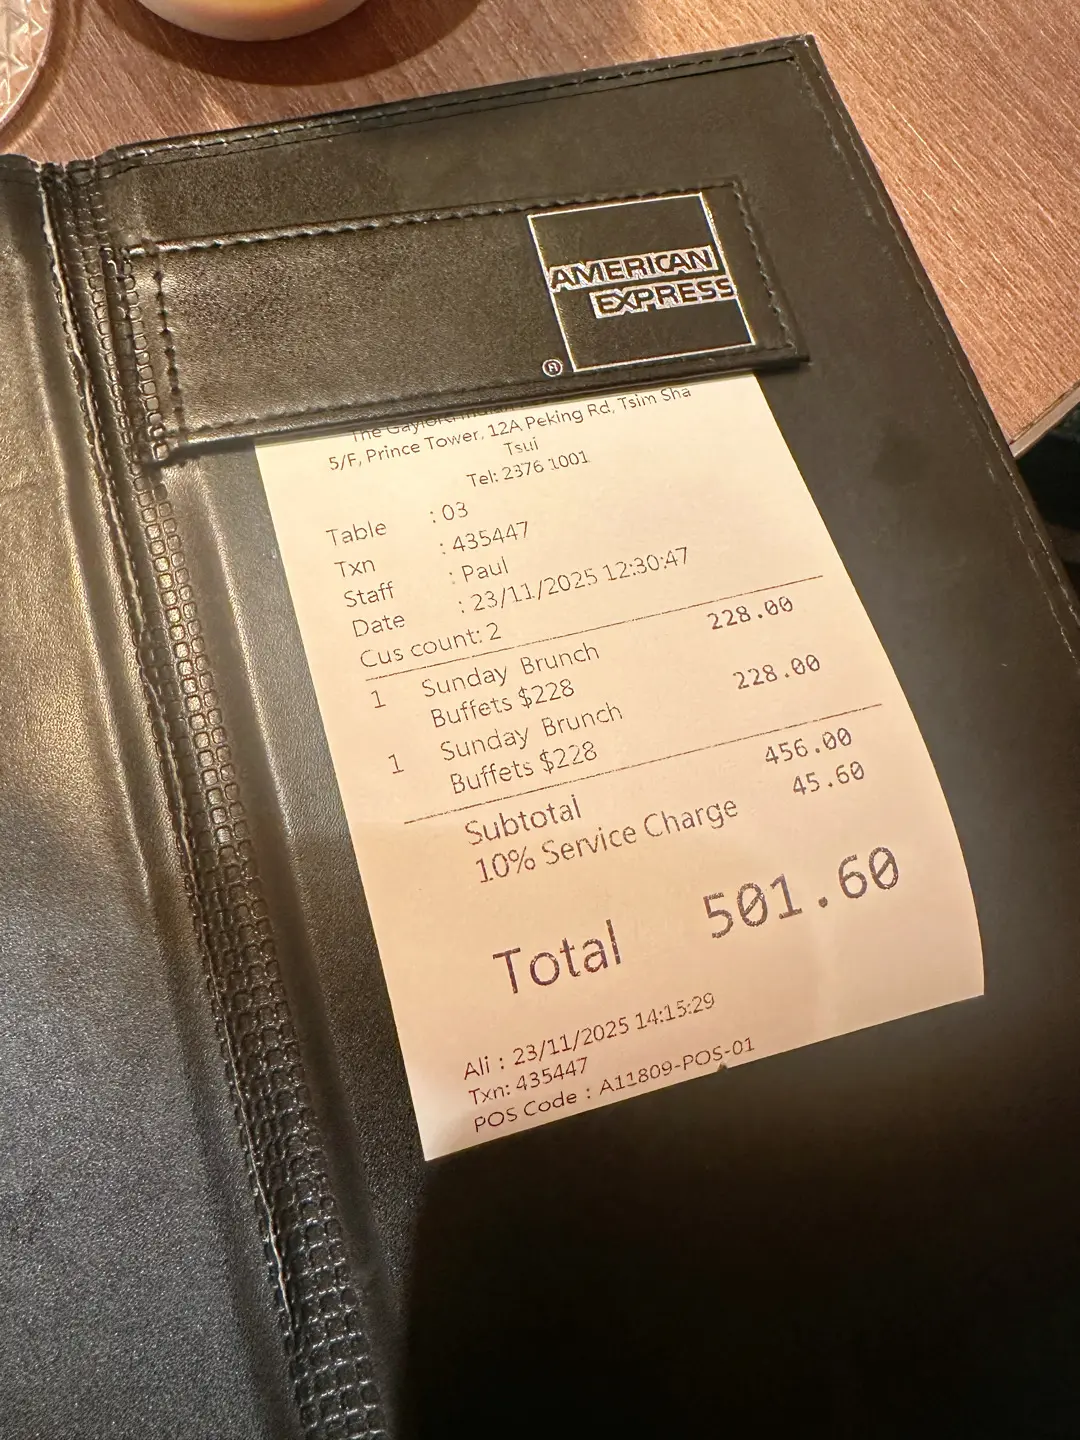 AMERICAN
EXPRESS
®
The Gaylord
5/F, Prince Tower, 12A Peking Rd, Tsim Sha
Tsui
Tel: 2376 1001
Table : 03
Txn : 435447
Staff : Paul
Date : 23/11/2025 12:30:47
Cus count: 2
1 Sunday Brunch 228.00
Buffets $228
1 Sunday Brunch 228.00
Buffets $228
Subtotal 456.00
10% Service Charge 45.60
Total 501.60
Ali : 23/11/2025 14:15:29
Txn: 435447
POS Code : A11809-POS-01